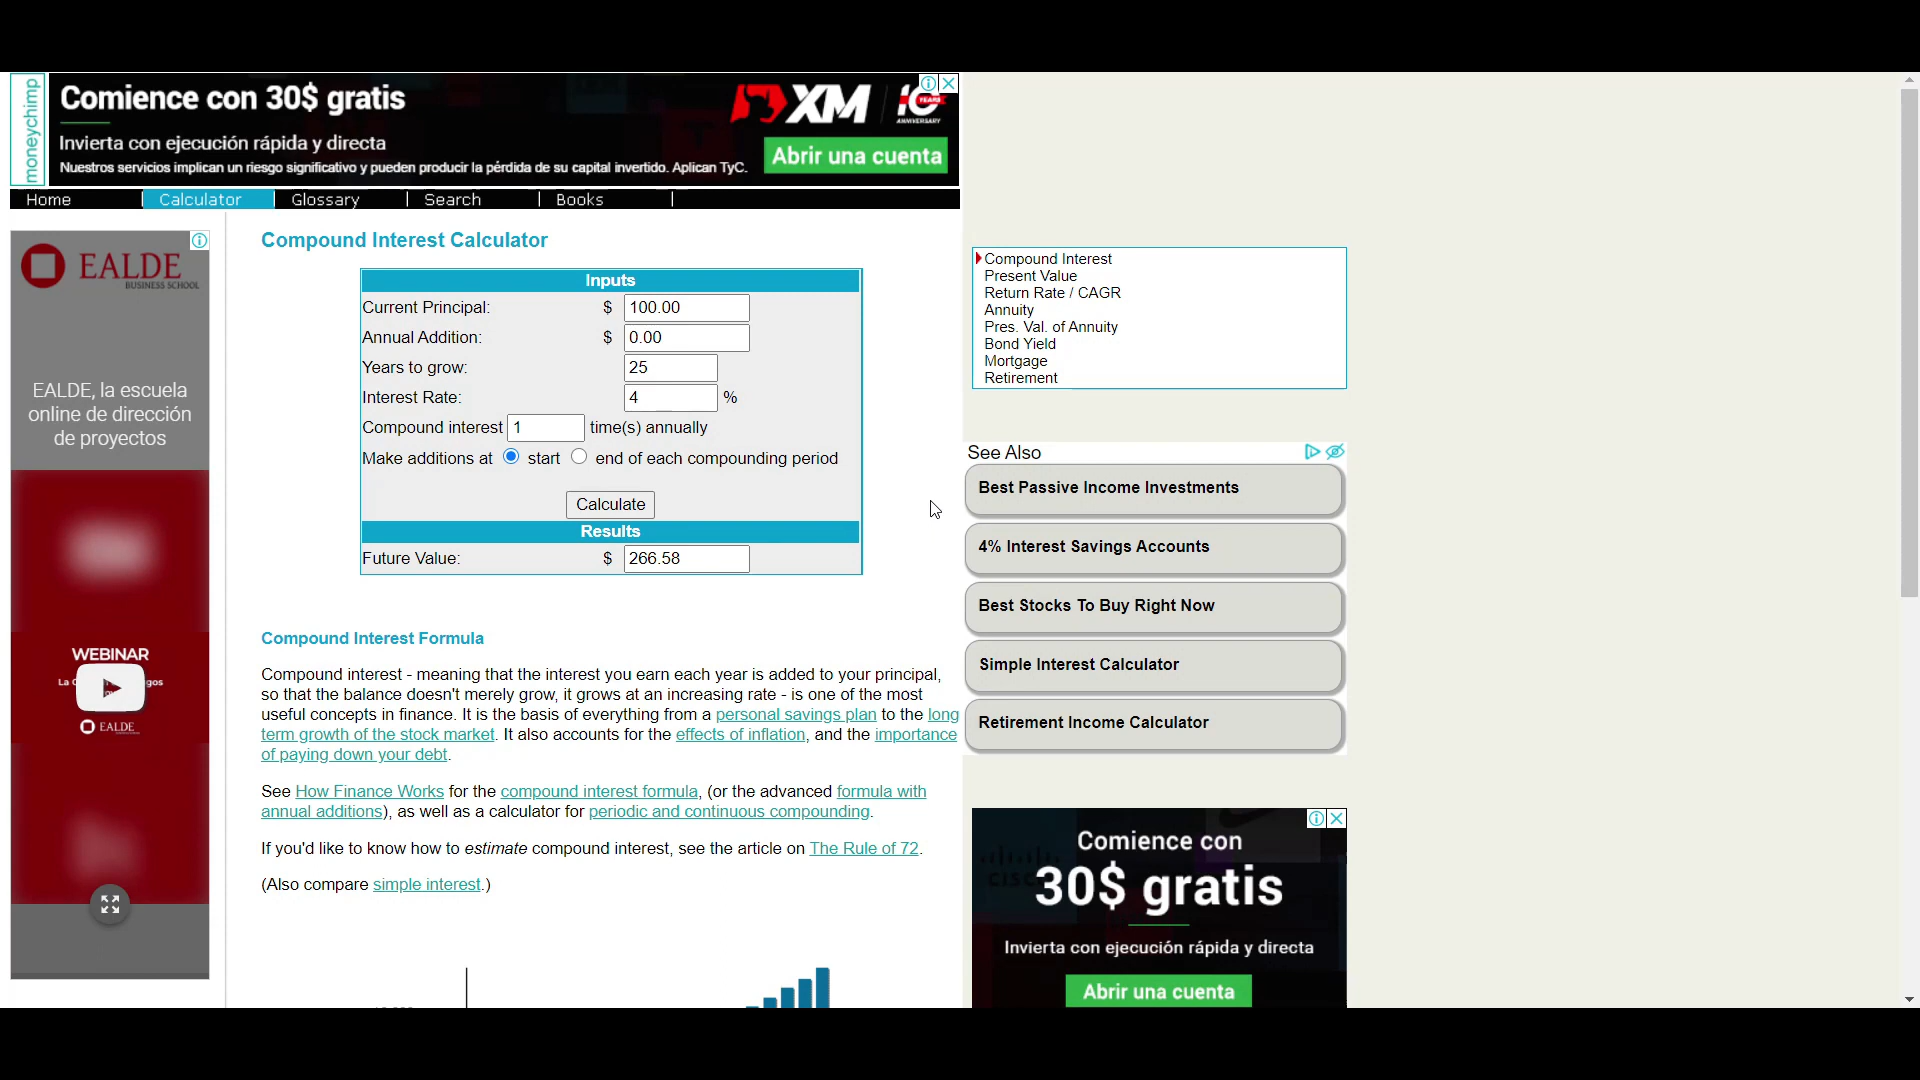 moneychimp
Comience con 30$ gratis
Invierta con ejecución rápida y directa
Nuestros servicios implican un riesgo significativo y pueden producir la pérdida de su capital invertido. Aplican TyC.
XM
10 YEARS
ANNIVERSARY
Abrir una cuenta
Home
Calculator
Glossary
Search
Books
EALDE
BUSINESS SCHOOL
EALDE, la escuela
online de dirección
de proyectos
WEBINAR
EALDE
Compound Interest Calculator
Inputs
Current Principal: $ 100.00
Annual Addition: $ 0.00
Years to grow: 25
Interest Rate: 4 %
Compound interest 1 time(s) annually
Make additions at start end of each compounding period
Calculate
Results
Future Value: $ 266.58
Compound Interest Formula
Compound interest - meaning that the interest you earn each year is added to your principal,
so that the balance doesn't merely grow, it grows at an increasing rate - is one of the most
useful concepts in finance. It is the basis of everything from a personal savings plan to the long
term growth of the stock market. It also accounts for the effects of inflation, and the importance
of paying down your debt.
See How Finance Works for the compound interest formula, (or the advanced formula with
annual additions), as well as a calculator for periodic and continuous compounding.
If you'd like to know how to estimate compound interest, see the article on The Rule of 72.
(Also compare simple interest.)
Compound Interest
Present Value
Return Rate / CAGR
Annuity
Pres. Val. of Annuity
Bond Yield
Mortgage
Retirement
See Also
Best Passive Income Investments
4% Interest Savings Accounts
Best Stocks To Buy Right Now
Simple Interest Calculator
Retirement Income Calculator
Comience con
30$ gratis
Invierta con ejecución rápida y directa
Abrir una cuenta